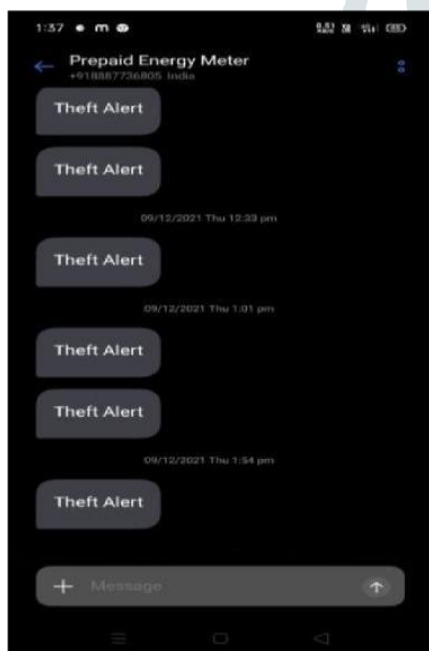 1:37
Prepaid Energy Meter
+918887736805 India
Theft Alert
Theft Alert
09/12/2021 Thu 12:33 pm
Theft Alert
09/12/2021 Thu 1:01 pm
Theft Alert
Theft Alert
09/12/2021 Thu 1:54 pm
Theft Alert
Message